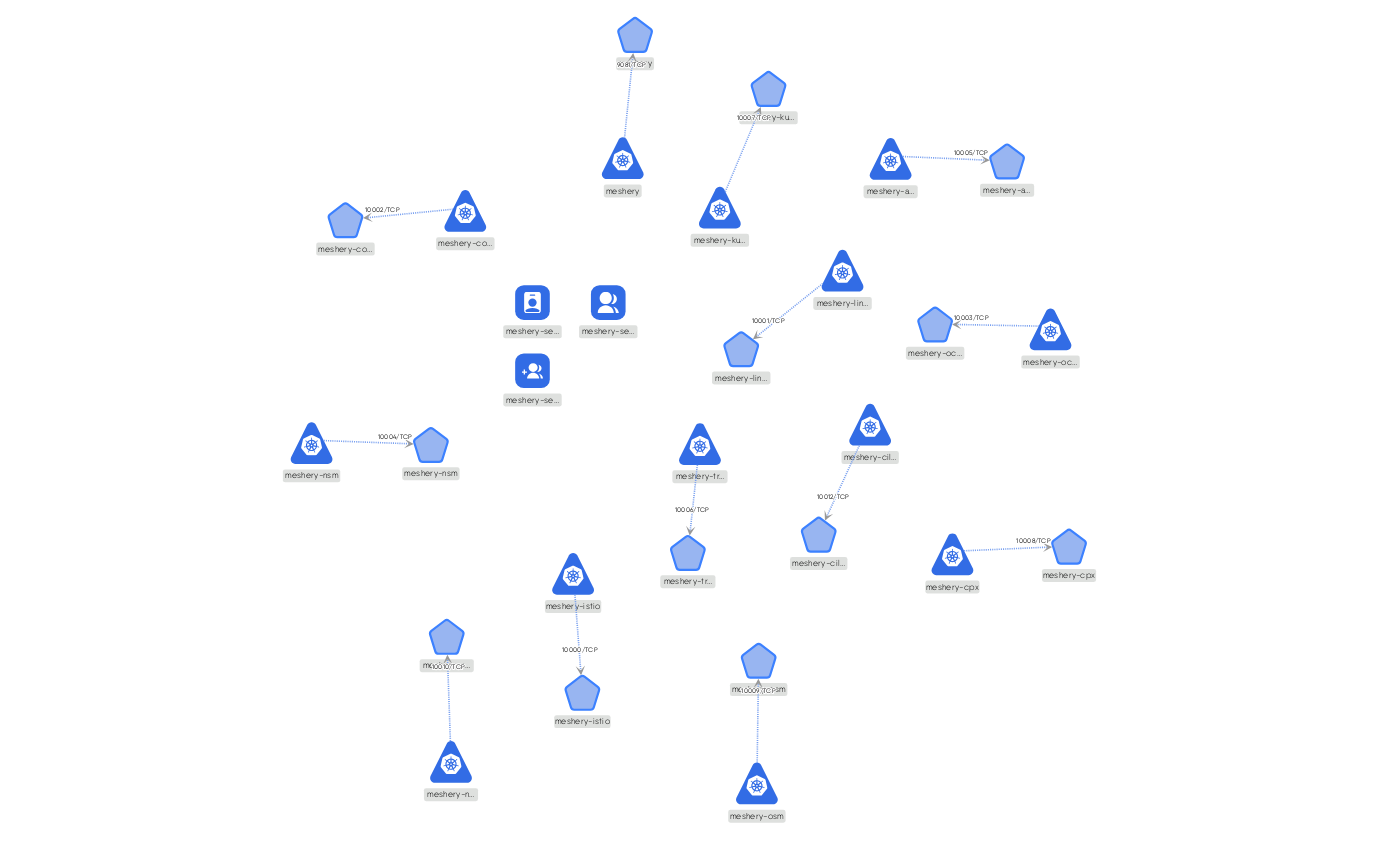 9081/TCP
10007/TCP y-ku...
10005/TCP
meshery
meshery-a...
meshery-a...
10002/TCP
meshery-ku...
meshery-co...
meshery-co...
meshery-lin...
10001/TCP
10003/TCP
meshery-se...
meshery-se...
meshery-oc...
meshery-oc...
meshery-lin...
meshery-se...
10004/TCP
meshery-cil...
meshery-nsm
meshery-nsm
meshery-tr...
10012/TCP
10006/TCP
10008/TCP
meshery-cil...
meshery-cpx
meshery-tr...
meshery-cpx
meshery-istio
10000/TCP
10010/TCP
10009/TCP
meshery-istio
meshery-n...
meshery-osm